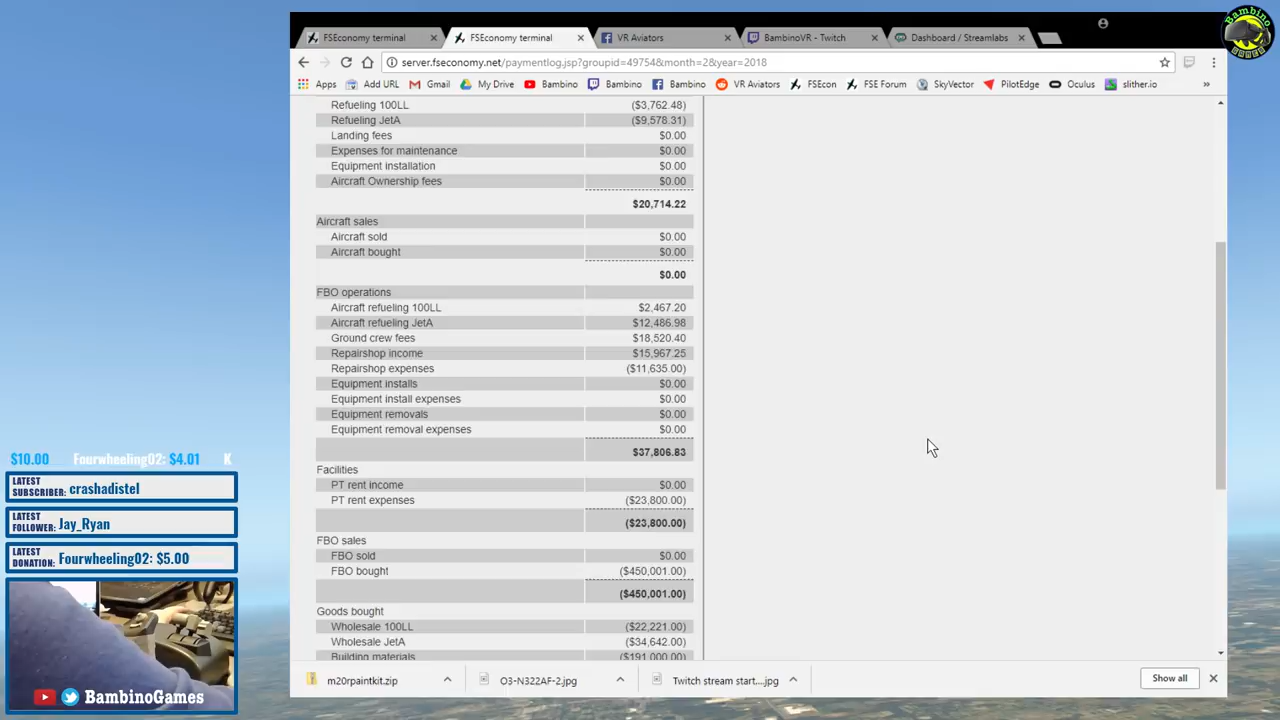 Bambino
GAMES
FSEconomy terminal
FSEconomy terminal
VR Aviators
BambinoVR - Twitch
Dashboard / Streamlabs
server.fseconomy.net/paymentlog.jsp?groupid=49754&month=2&year=2018
Apps
Add URL
Gmail
My Drive
Bambino
Bambino
Bambino
VR Aviators
FSEcon
FSE Forum
SkyVector
PilotEdge
Oculus
slither.io
»
Refueling 100LL ($3,762.48)
Refueling JetA ($9,578.31)
Landing fees $0.00
Expenses for maintenance $0.00
Equipment installation $0.00
Aircraft Ownership fees $0.00
$20,714.22
Aircraft sales
Aircraft sold $0.00
Aircraft bought $0.00
$0.00
FBO operations
Aircraft refueling 100LL $2,467.20
Aircraft refueling JetA $12,486.98
Ground crew fees $18,520.40
Repairshop income $15,967.25
Repairshop expenses ($11,635.00)
Equipment installs $0.00
Equipment install expenses $0.00
Equipment removals $0.00
Equipment removal expenses $0.00
$37,806.83
Facilities
PT rent income $0.00
PT rent expenses ($23,800.00)
($23,800.00)
FBO sales
FBO sold $0.00
FBO bought ($450,001.00)
($450,001.00)
Goods bought
Wholesale 100LL ($22,221.00)
Wholesale JetA ($34,642.00)
Building materials ($191,000.00)
$10.00 Fourwheeling02: $4.01 K
LATEST SUBSCRIBER: crashadistel
LATEST FOLLOWER: Jay_Ryan
LATEST DONATION: Fourwheeling02: $5.00
BambinoGames
m20rpaintkit.zip
O3-N322AF-2.jpg
Twitch stream start....jpg
Show all